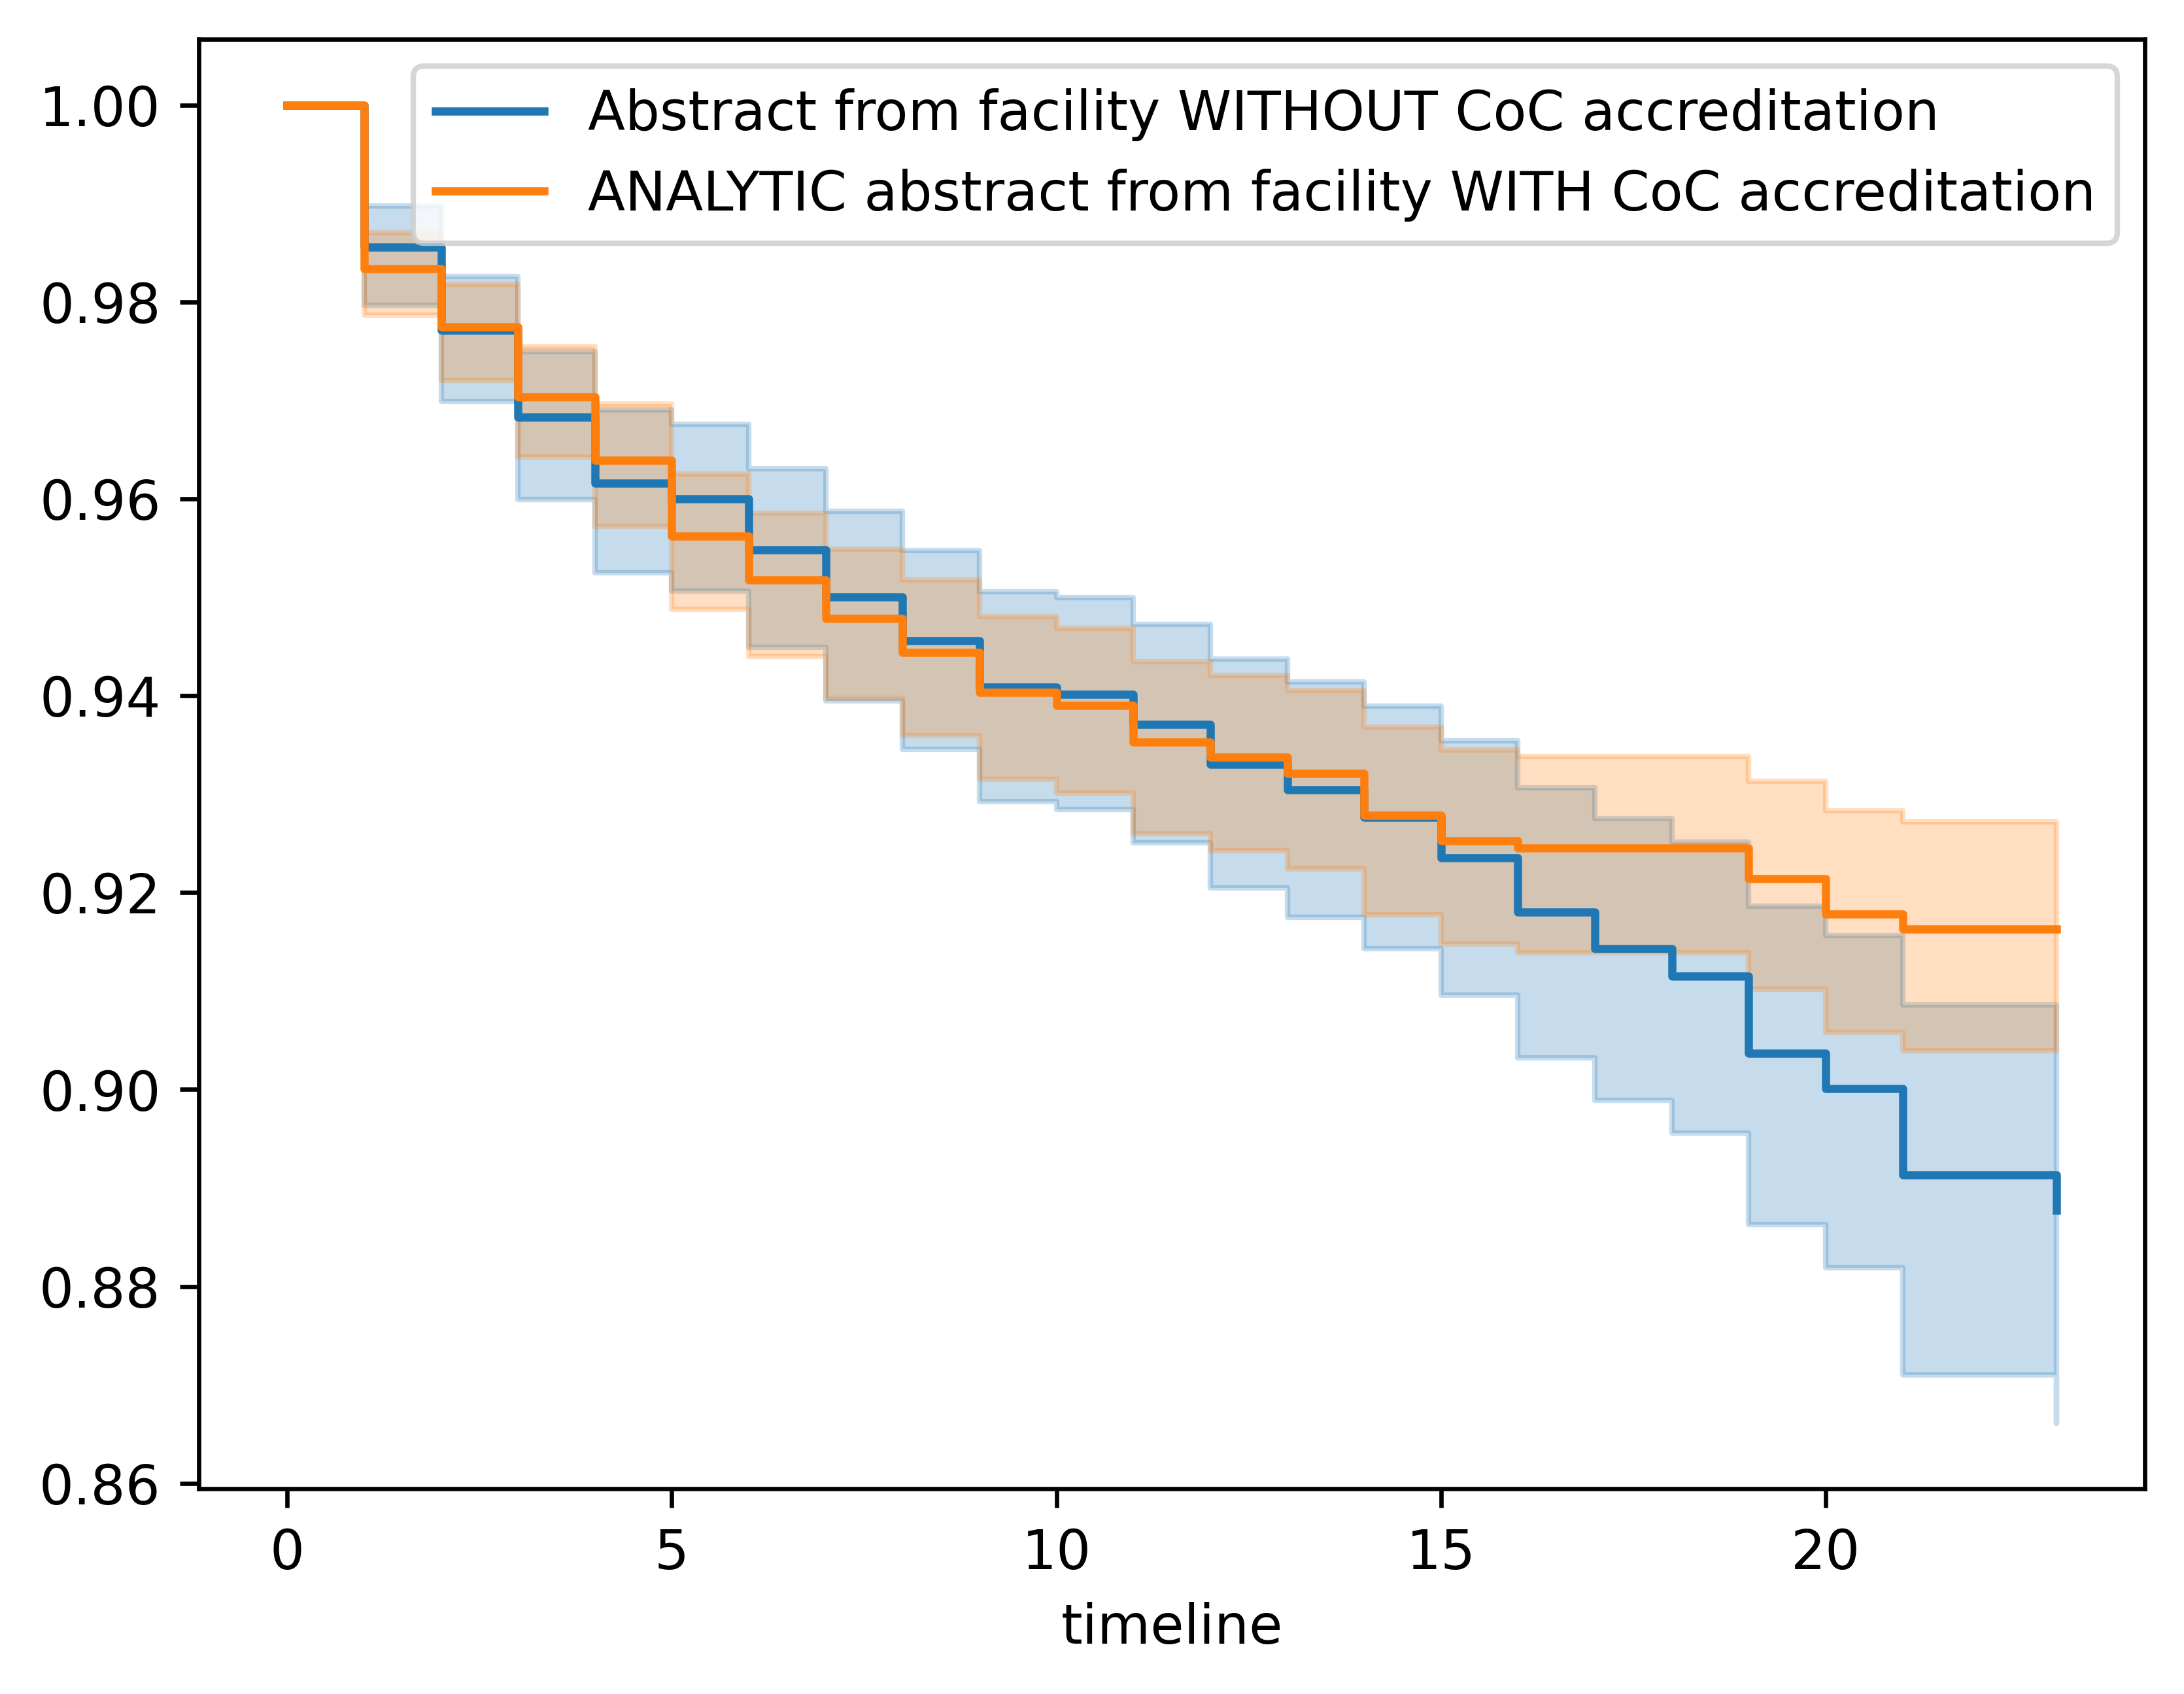 Abstract from facility WITHOUT CoC accreditation
ANALYTIC abstract from facility WITH CoC accreditation
1.00
0.98
0.96
0.94
0.92
0.90
0.88
0.86
0 5 10 15 20
timeline